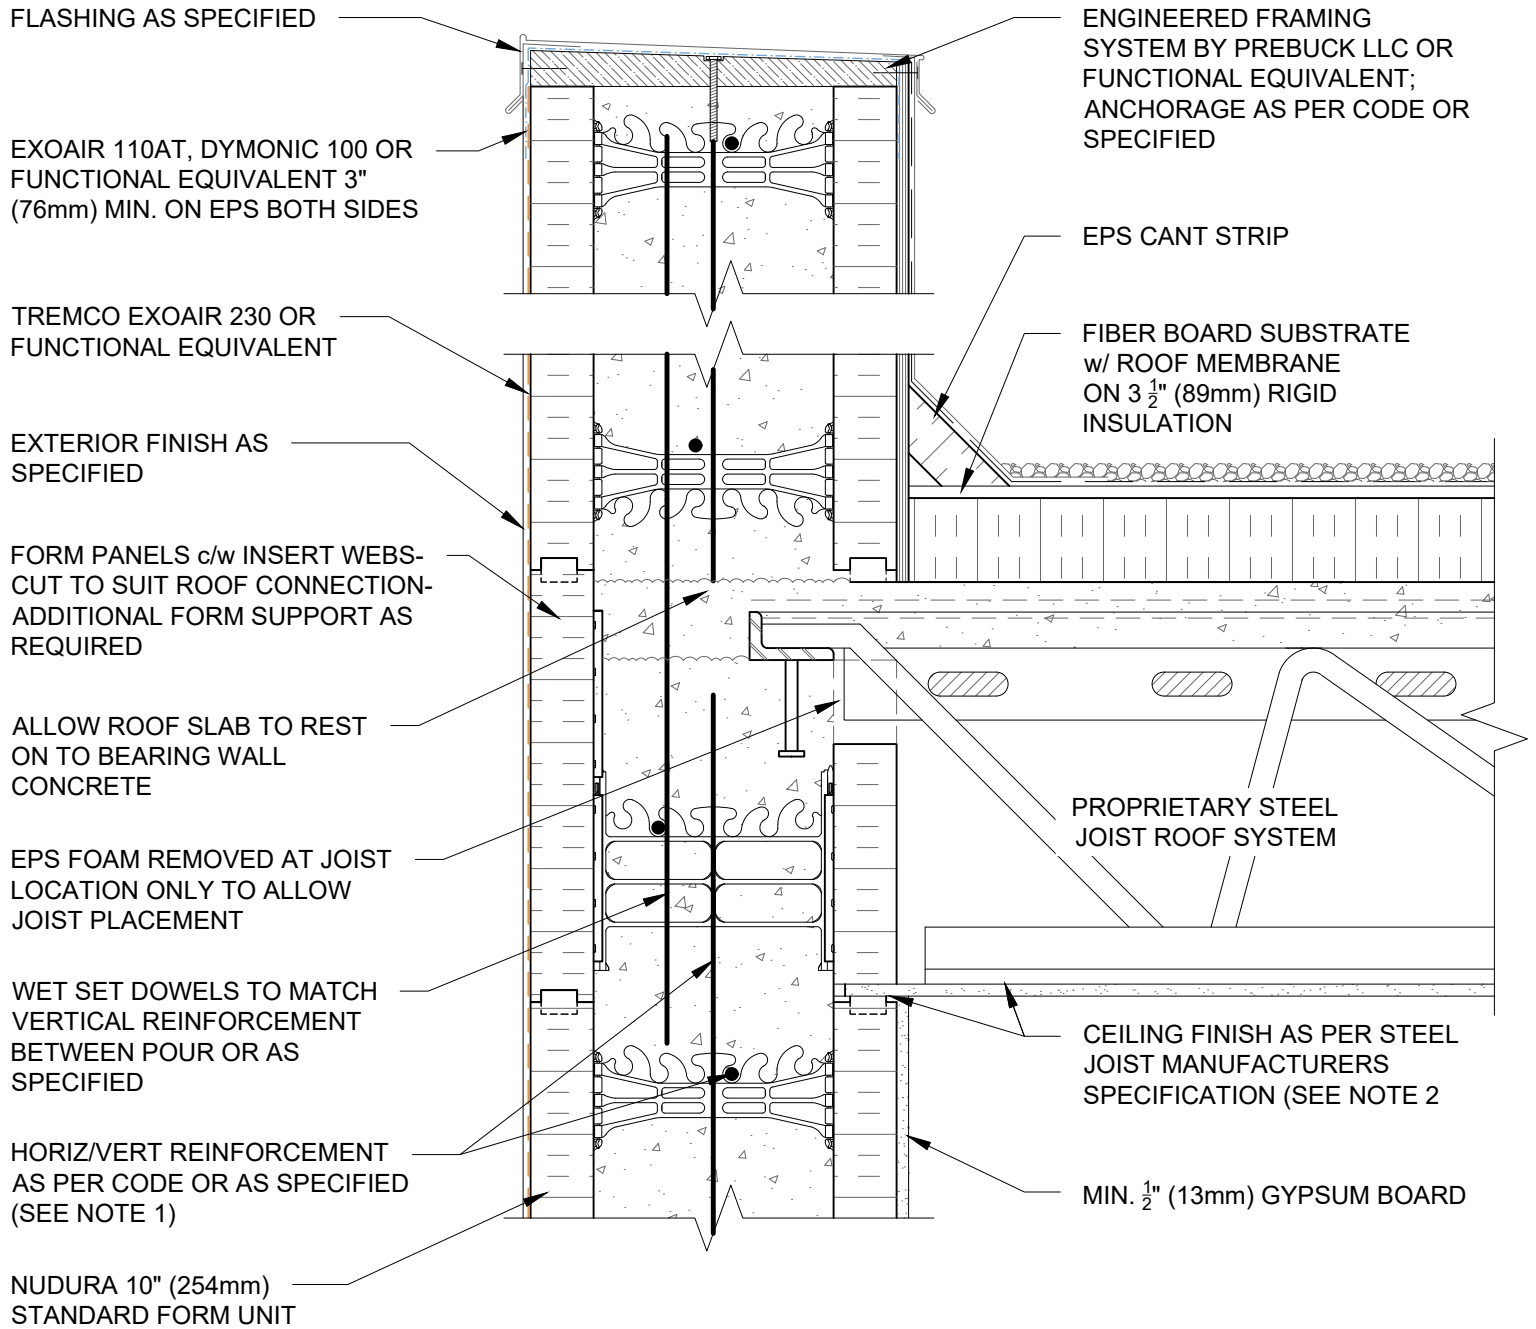 FLASHING AS SPECIFIED
EXOAIR 110AT, DYMONIC 100 OR
FUNCTIONAL EQUIVALENT 3"
(76mm) MIN. ON EPS BOTH SIDES
TREMCO EXOAIR 230 OR
FUNCTIONAL EQUIVALENT
EXTERIOR FINISH AS
SPECIFIED
FORM PANELS c/w INSERT WEBS-
CUT TO SUIT ROOF CONNECTION-
ADDITIONAL FORM SUPPORT AS
REQUIRED
ALLOW ROOF SLAB TO REST
ON TO BEARING WALL
CONCRETE
EPS FOAM REMOVED AT JOIST
LOCATION ONLY TO ALLOW
JOIST PLACEMENT
WET SET DOWELS TO MATCH
VERTICAL REINFORCEMENT
BETWEEN POUR OR AS
SPECIFIED
HORIZ/VERT REINFORCEMENT
AS PER CODE OR AS SPECIFIED
(SEE NOTE 1)
NUDURA 10" (254mm)
STANDARD FORM UNIT
ENGINEERED FRAMING
SYSTEM BY PREBUCK LLC OR
FUNCTIONAL EQUIVALENT;
ANCHORAGE AS PER CODE OR
SPECIFIED
EPS CANT STRIP
FIBER BOARD SUBSTRATE
w/ ROOF MEMBRANE
ON 3 1/2" (89mm) RIGID
INSULATION
PROPRIETARY STEEL
JOIST ROOF SYSTEM
CEILING FINISH AS PER STEEL
JOIST MANUFACTURERS
SPECIFICATION (SEE NOTE 2
MIN. 1/2" (13mm) GYPSUM BOARD